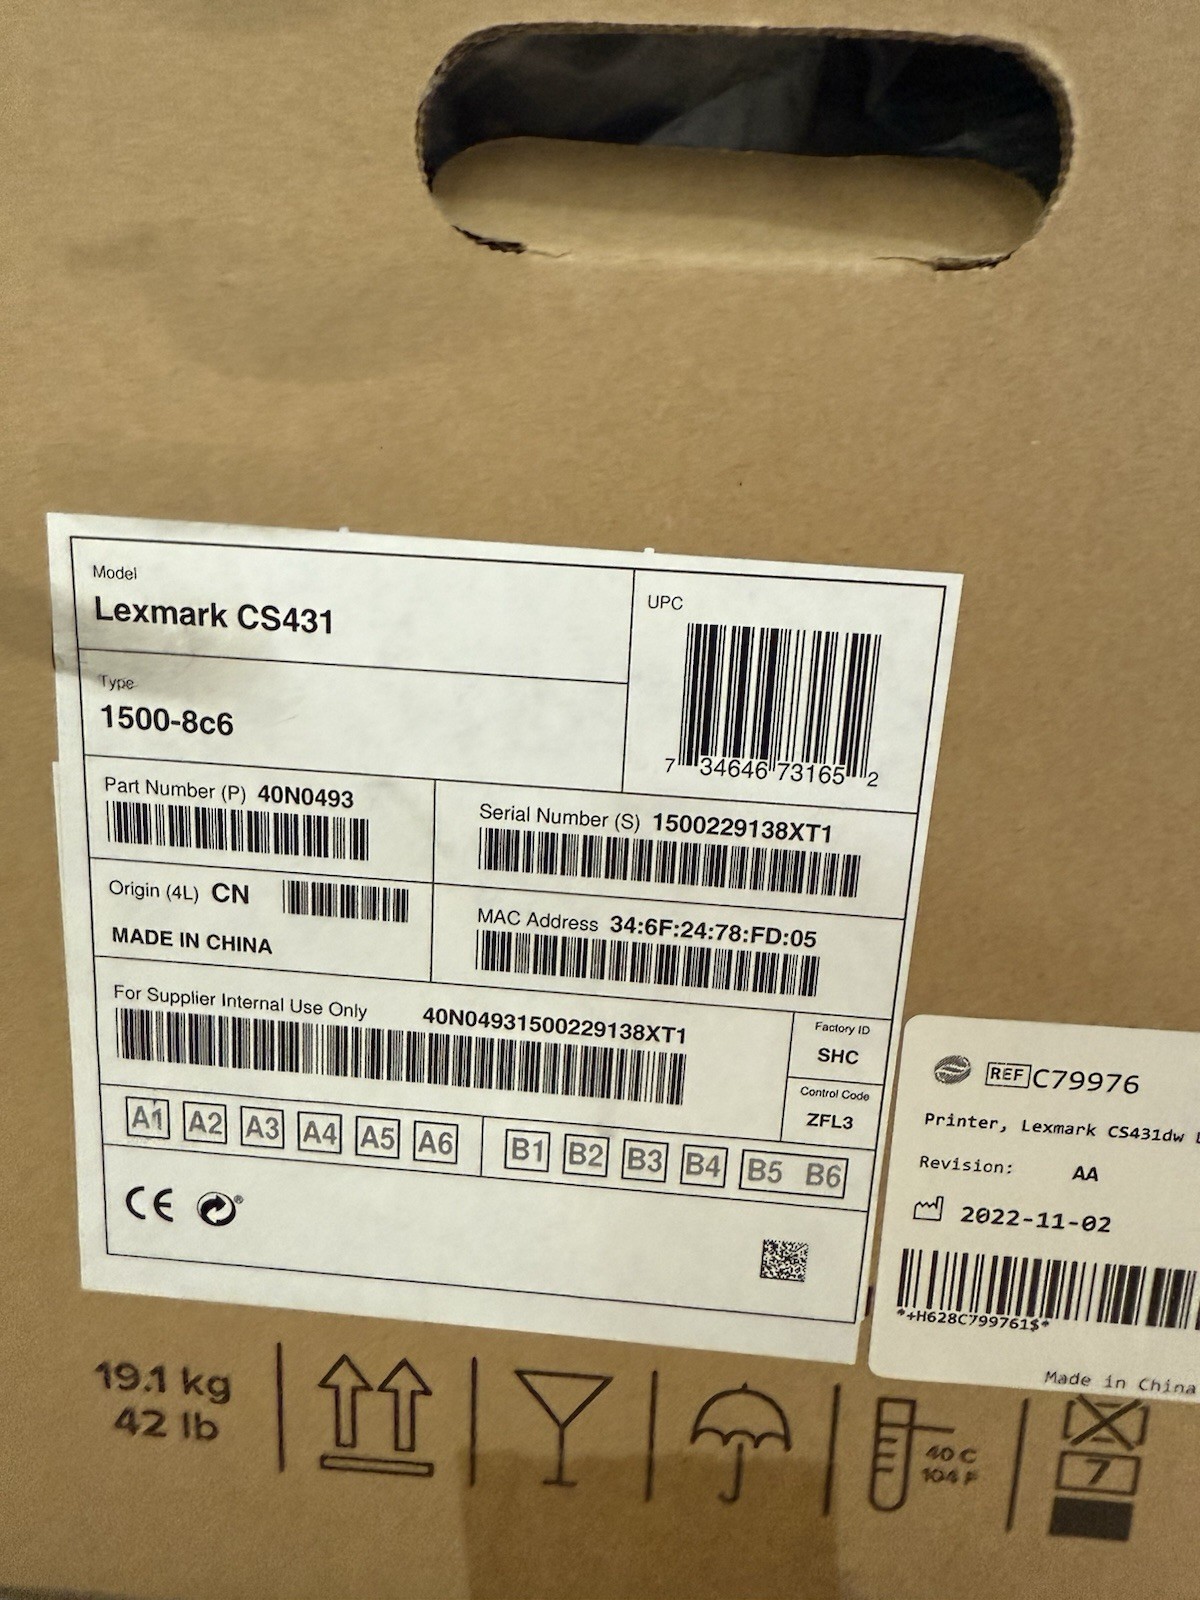 Model
Lexmark CS431
Type
1500-8c6
UPC
7 34646 73165 2
Part Number (P) 40N0493
Serial Number (S) 1500229138XT1
Origin (4L) CN
MADE IN CHINA
MAC Address 34:6F:24:78:FD:05
For Supplier Internal Use Only 40N04931500229138XT1
Factory ID
SHC
Control Code
ZFL3
A1 A2 A3 A4 A5 A6 B1 B2 B3 B4 B5 B6
CE
REF C79976
Printer, Lexmark CS431dw
Revision: AA
2022-11-02
*+H628C799761$*
Made in China
19.1 kg
42 lb
40 C
104 F
7